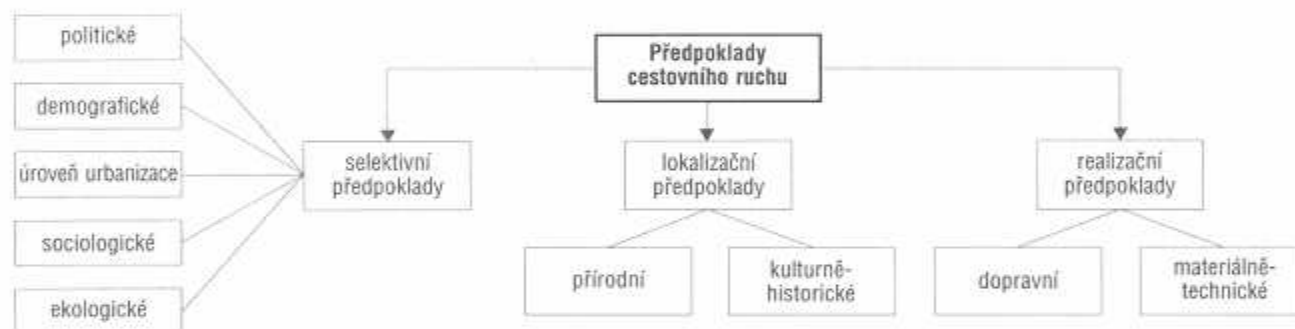 Předpoklady
cestovního ruchu
politické
demografické
úroveň urbanizace
sociologické
ekologické
selektivní
předpoklady
lokalizační
předpoklady
realizační
předpoklady
přírodní
kulturně-
historické
dopravní
materiálně-
technické